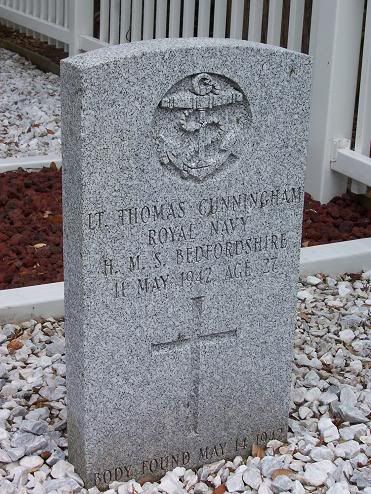 LT. THOMAS CUNNINGHAM
ROYAL NAVY
H. M. S. BEDFORDSHIRE
11 MAY 1942 AGE 27
BODY FOUND MAY 14 1942